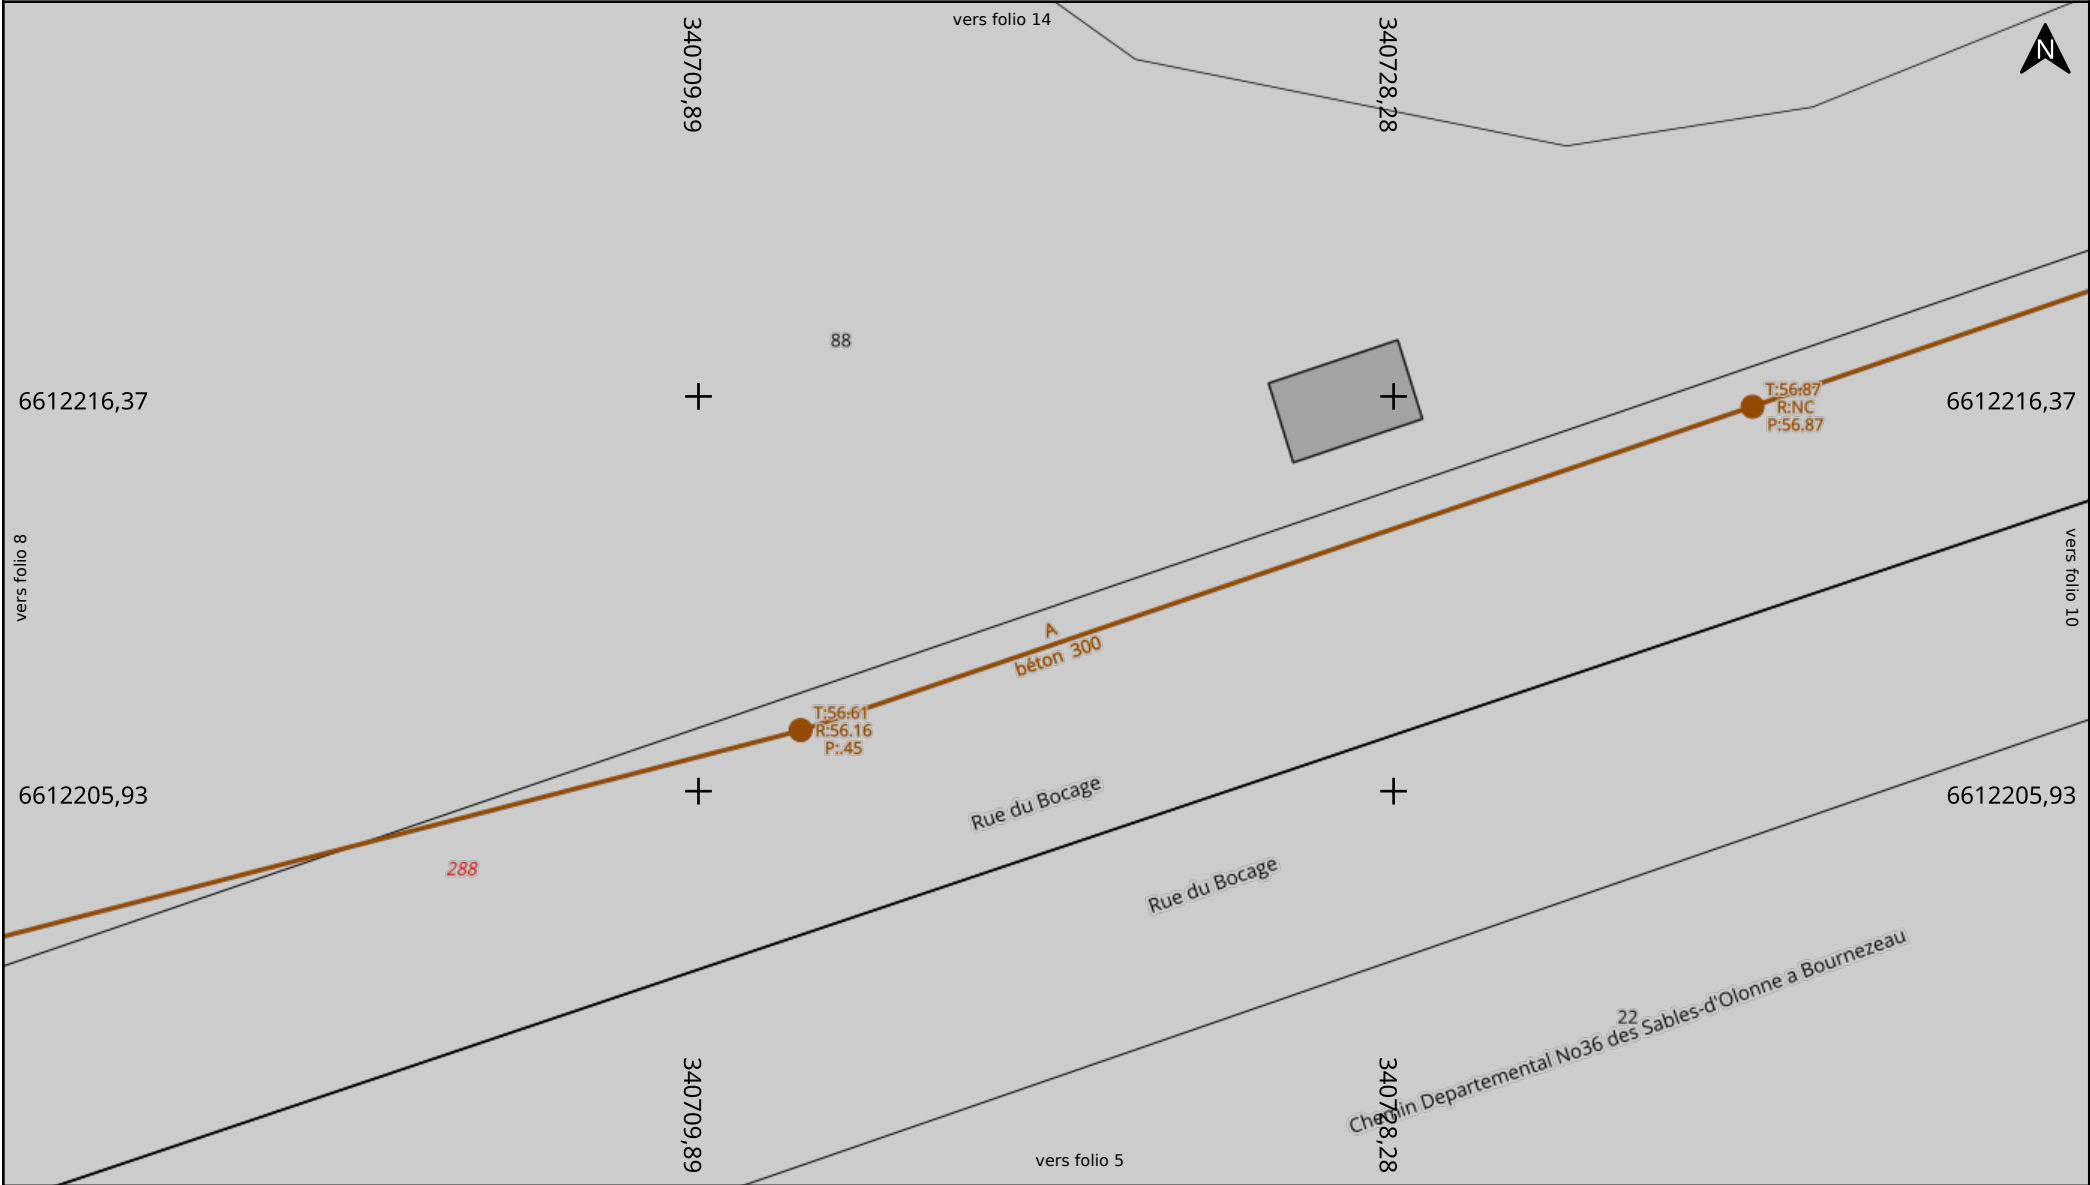 vers folio 14
340709,89
340728,28
N
88
6612216,37
6612216,37
T:56.87
R:NC
P:56.87
vers folio 8
vers folio 10
A
béton 300
T:56.61
R:56.16
P:.45
6612205,93
6612205,93
Rue du Bocage
288
Rue du Bocage
22
Chemin Departemental No36 des Sables-d'Olonne a Bournezeau
340709,89
340728,28
vers folio 5